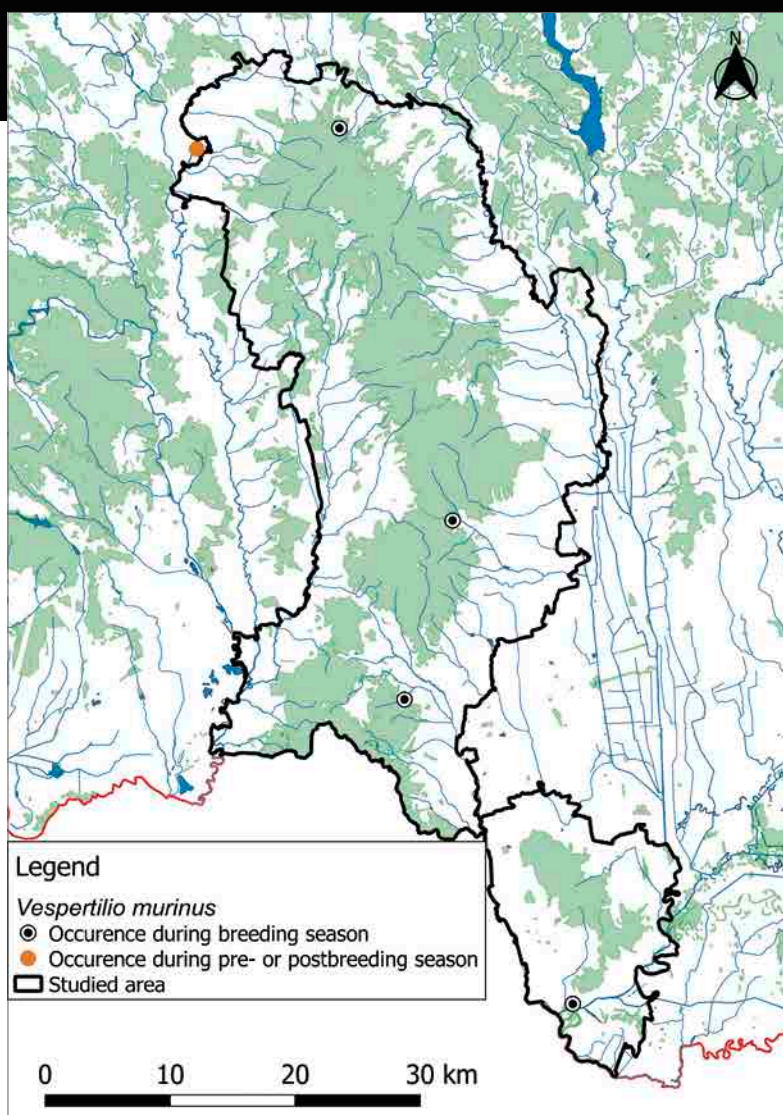 N
Legend
Vespertilio murinus
Occurence during breeding season
Occurence during pre- or postbreeding season
Studied area
0 10 20 30 km